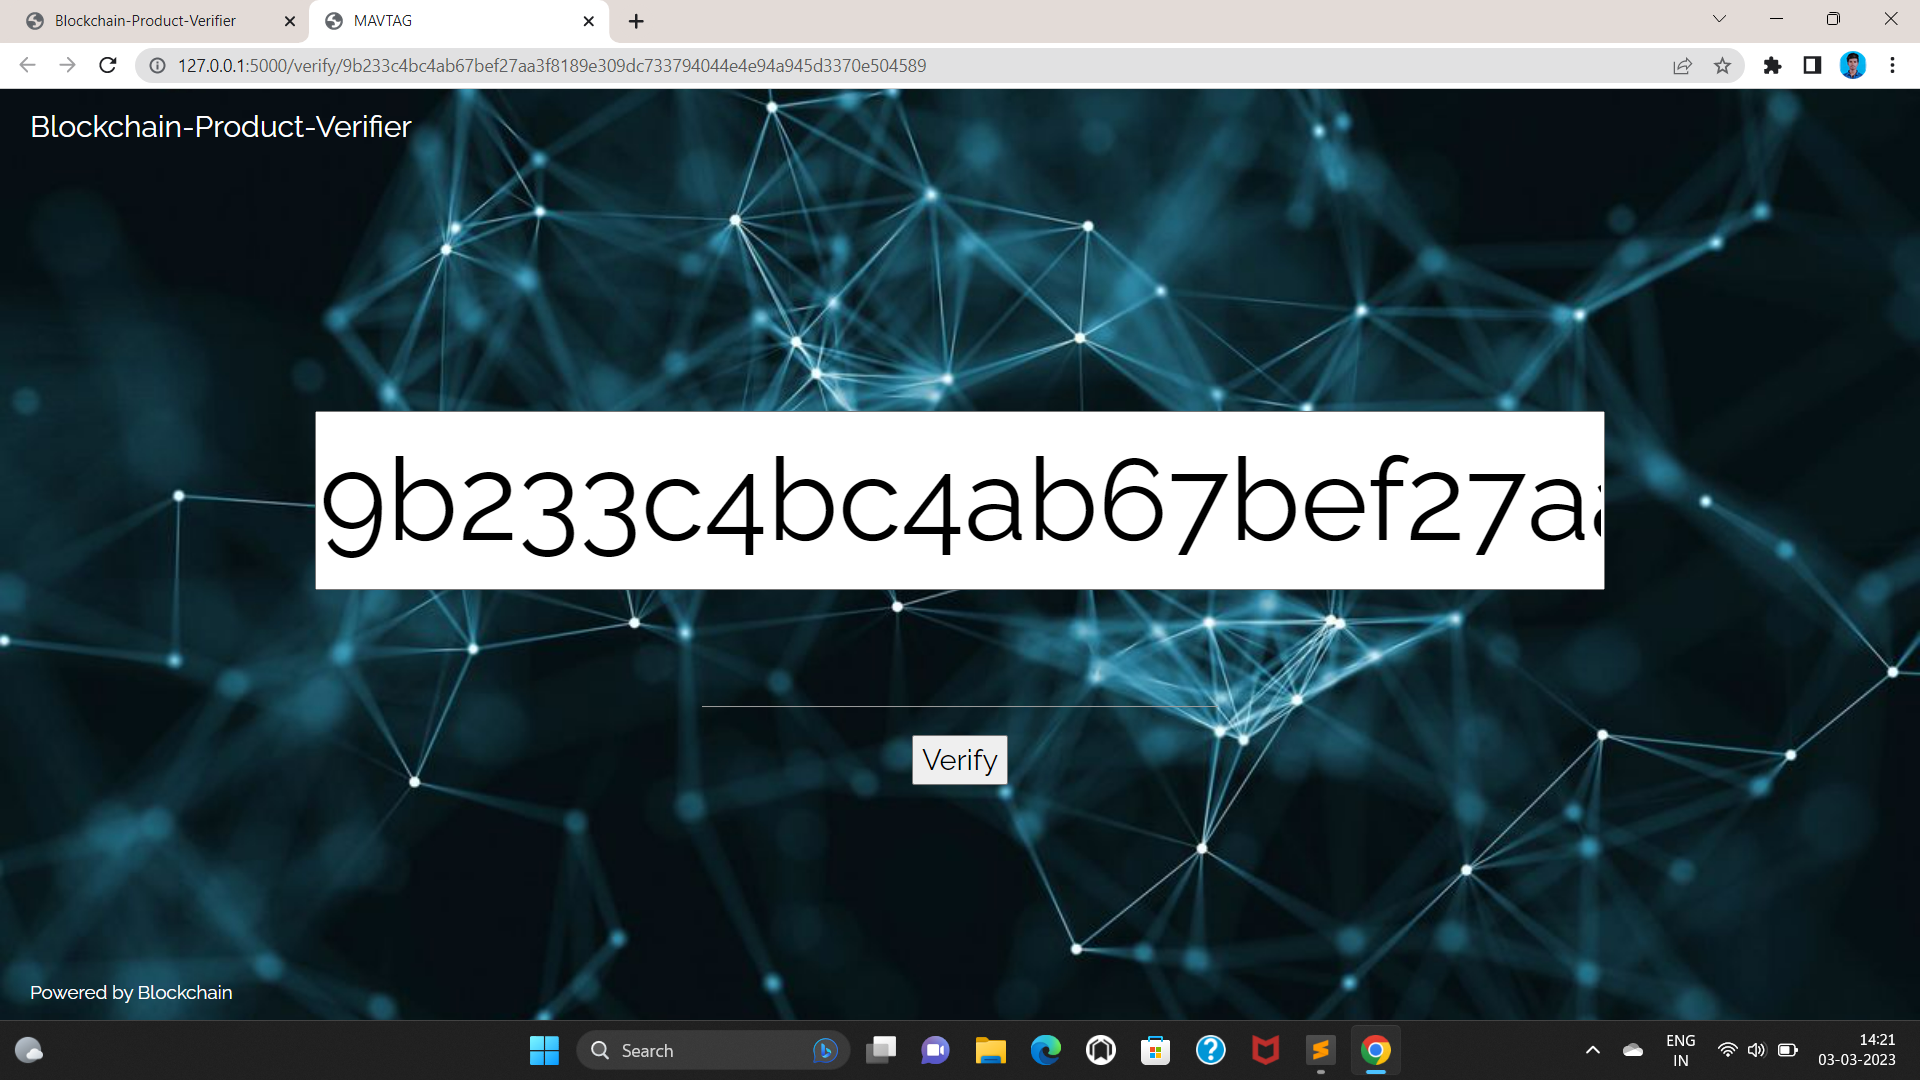 Blockchain-Product-Verifier
MAVTAG
127.0.0.1:5000/verify/9b233c4bc4ab67bef27aa3f8189e309dc733794044e4e94a945d3370e504589
Blockchain-Product-Verifier
9b233c4bc4ab67bef27aa
Verify
Powered by Blockchain
Search
ENG
IN
14:21
03-03-2023